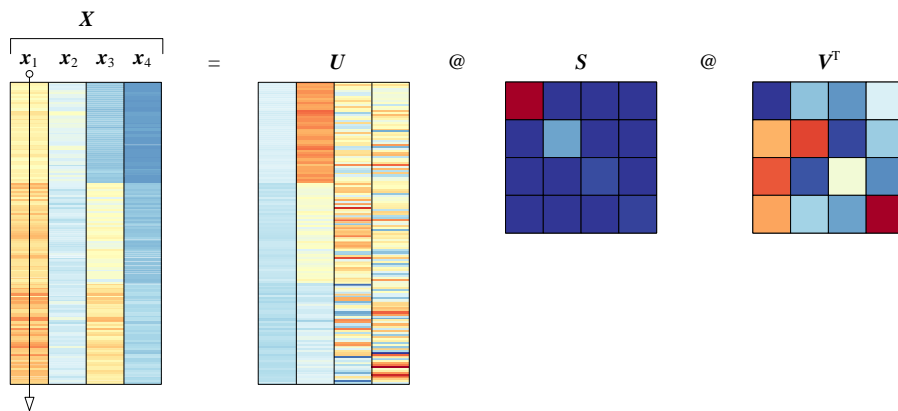 X
x₁ x₂ x₃ x₄ = U @ S @ Vᵀ